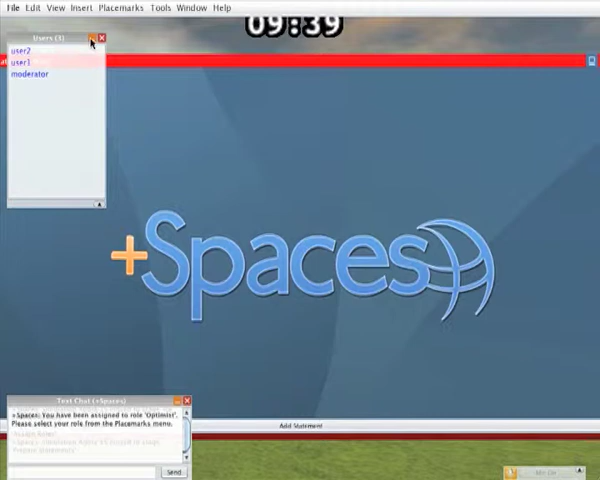 File Edit View Insert Placemarks Tools Window Help
09:39
Users (3)
user2
user1
moderator
+Spaces
Text Chat (+Spaces)
+Spaces: You have been assigned to role 'Optimist'.
Please select your role from the Placemarks menu.
Send
Add Statement